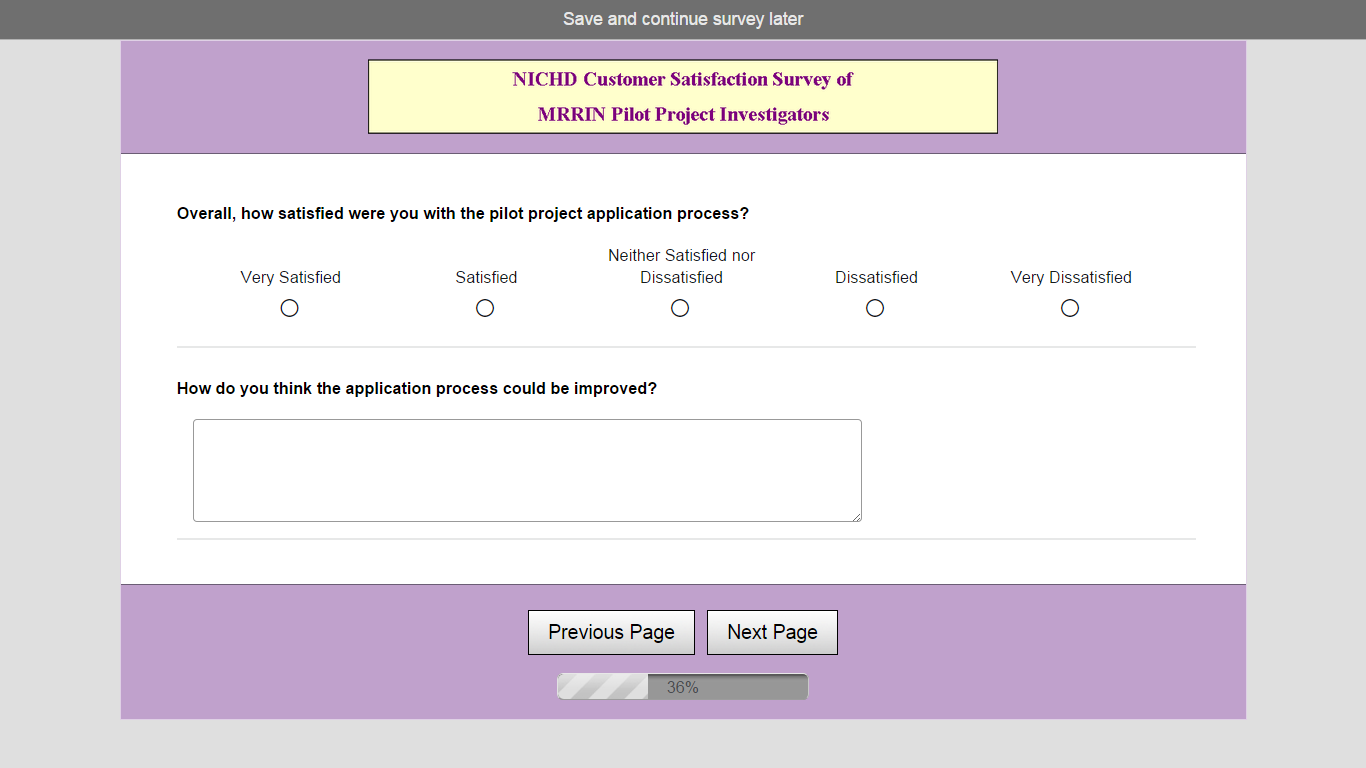 Save and continue survey later
NICHD Customer Satisfaction Survey of
MRRIN Pilot Project Investigators
Overall, how satisfied were you with the pilot project application process?
Very Satisfied
Satisfied
Neither Satisfied nor
Dissatisfied
Dissatisfied
Very Dissatisfied
How do you think the application process could be improved?
Previous Page
Next Page
36%